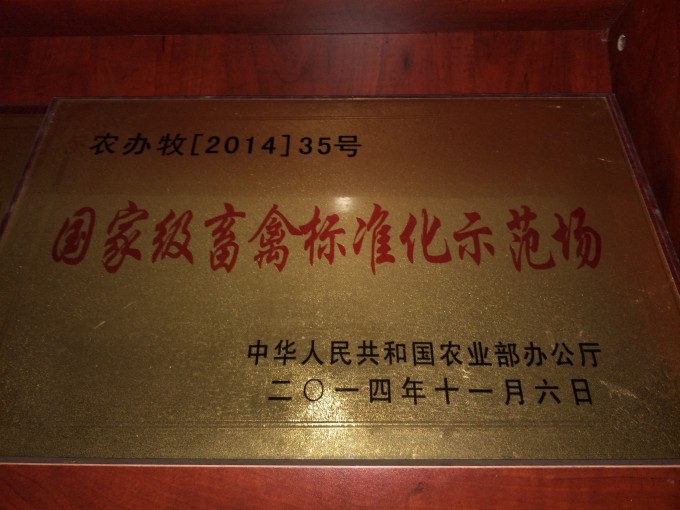 农办牧[2014]35号
国家级畜禽标准化示范场
中华人民共和国农业部办公厅
二〇一四年十一月六日